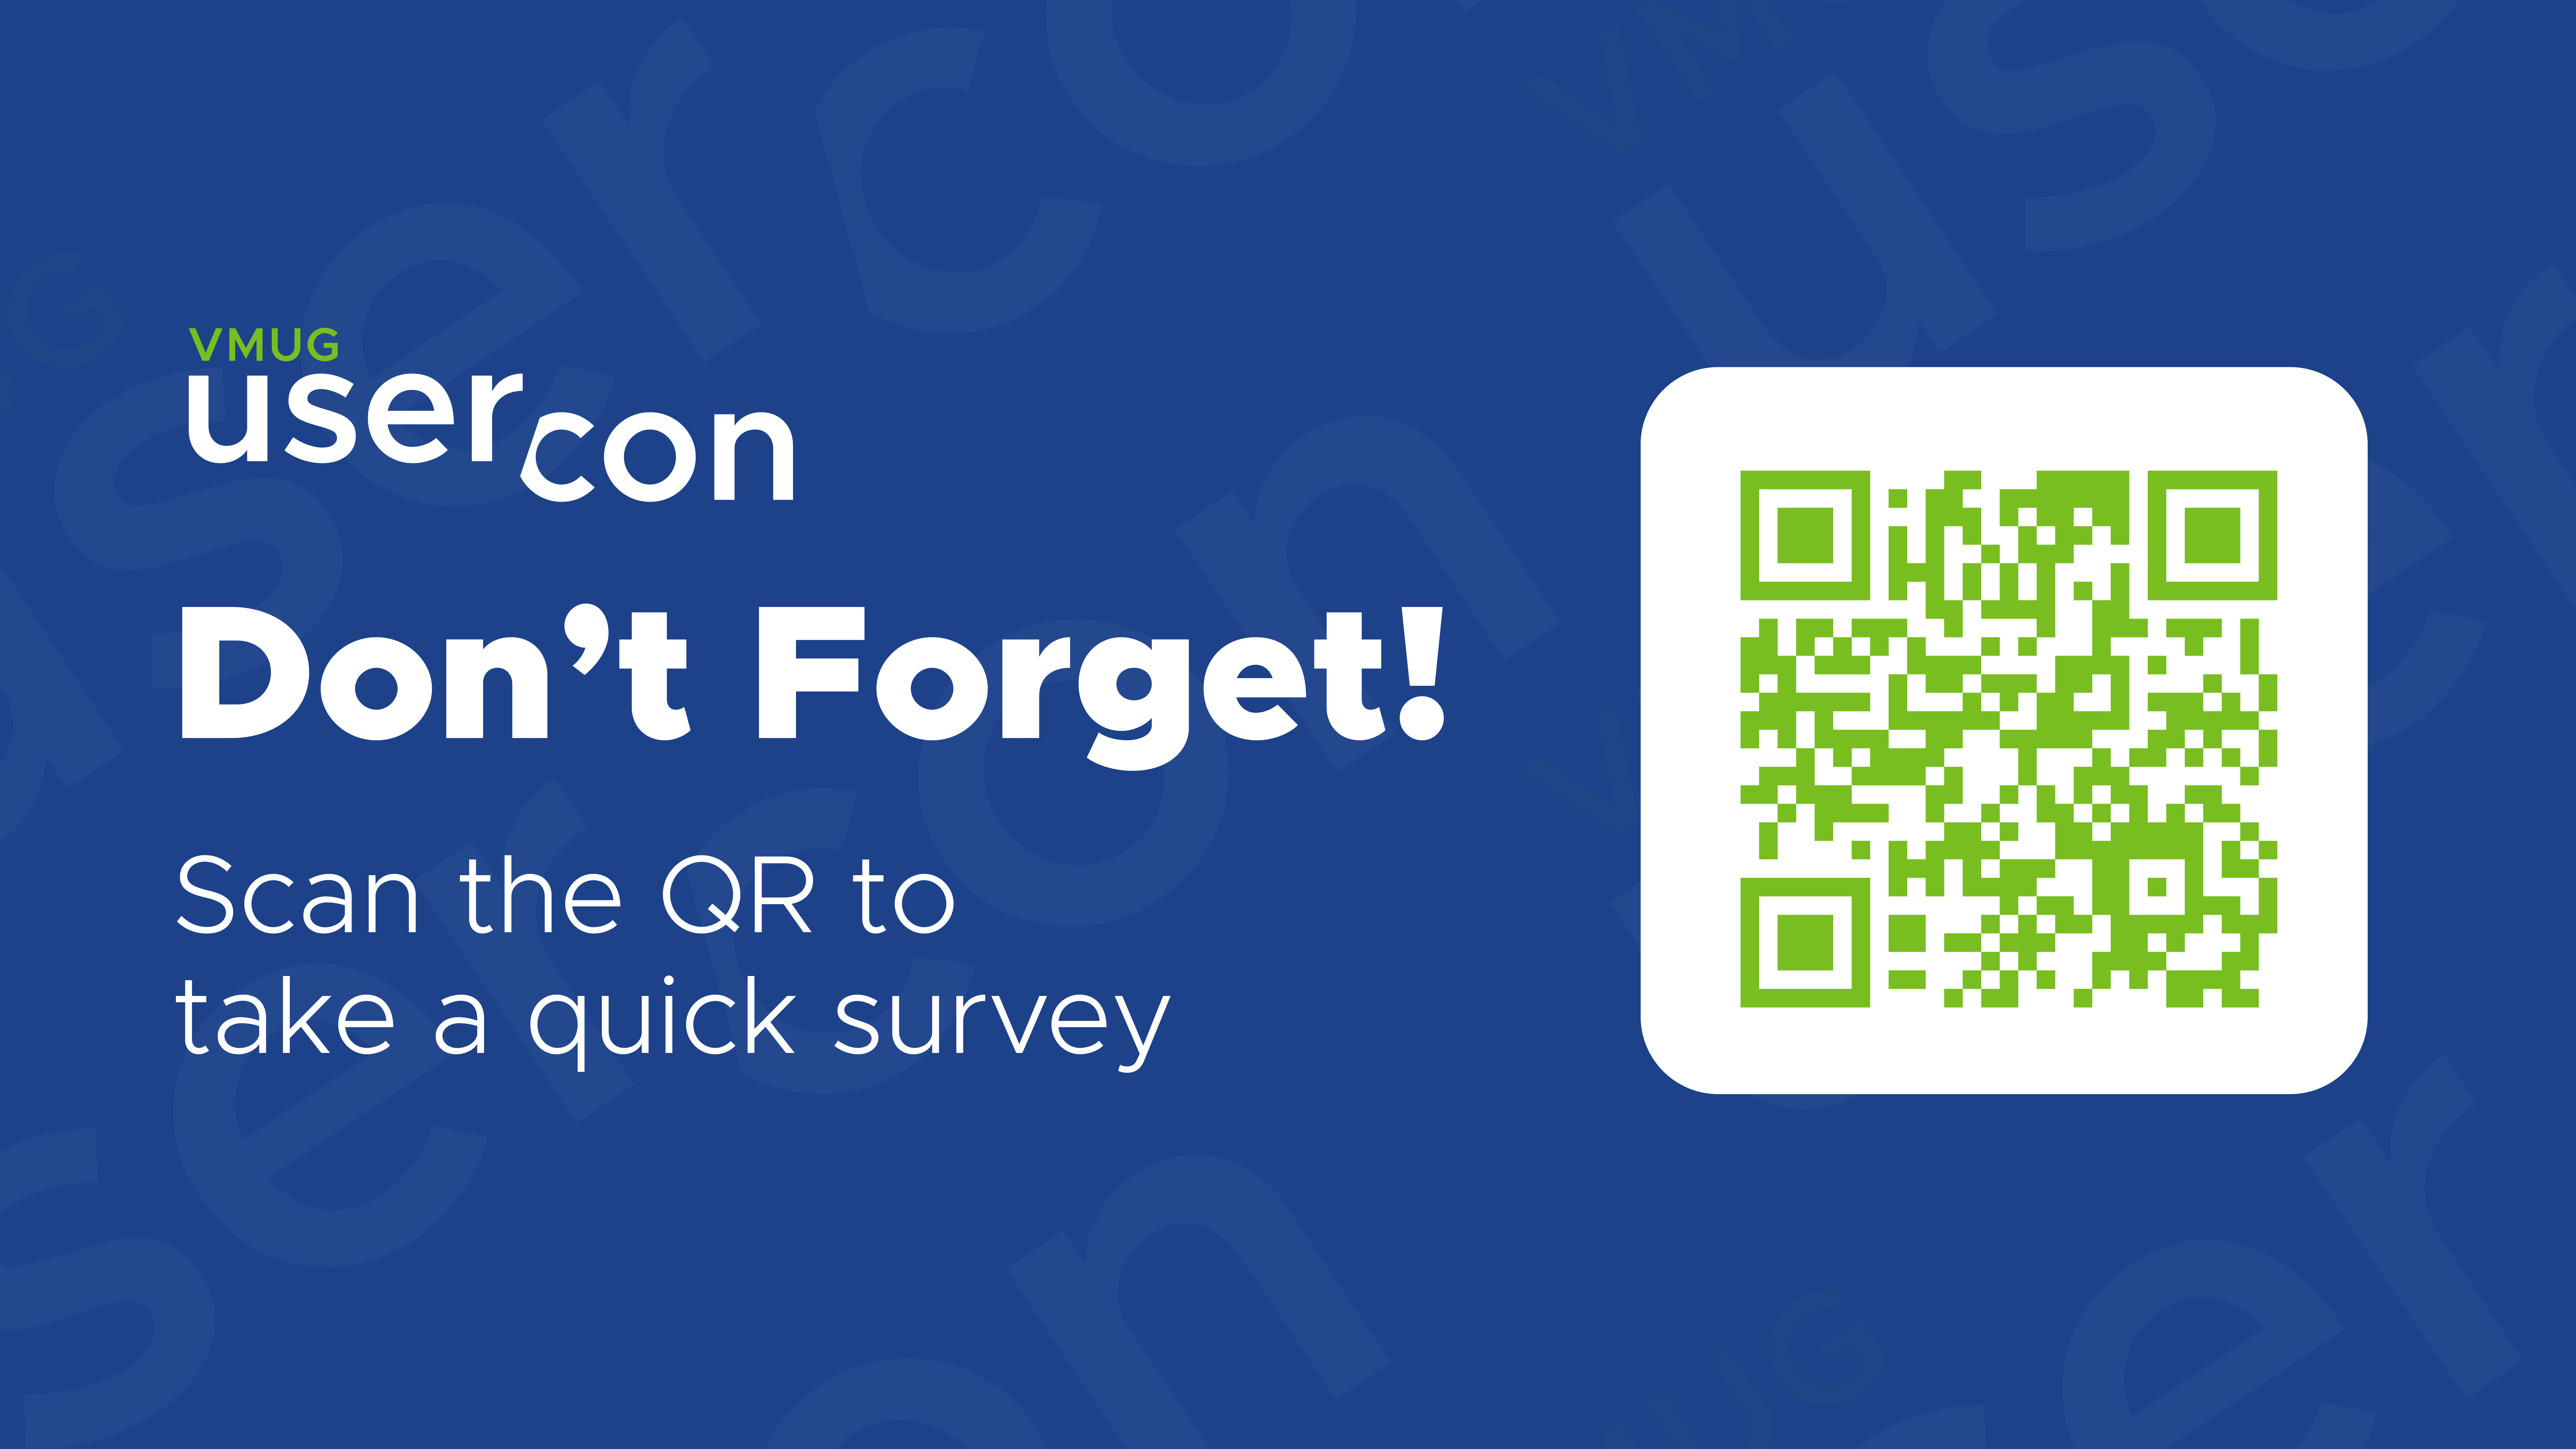 VMUG
usercon
Don’t Forget!
Scan the QR to
take a quick survey